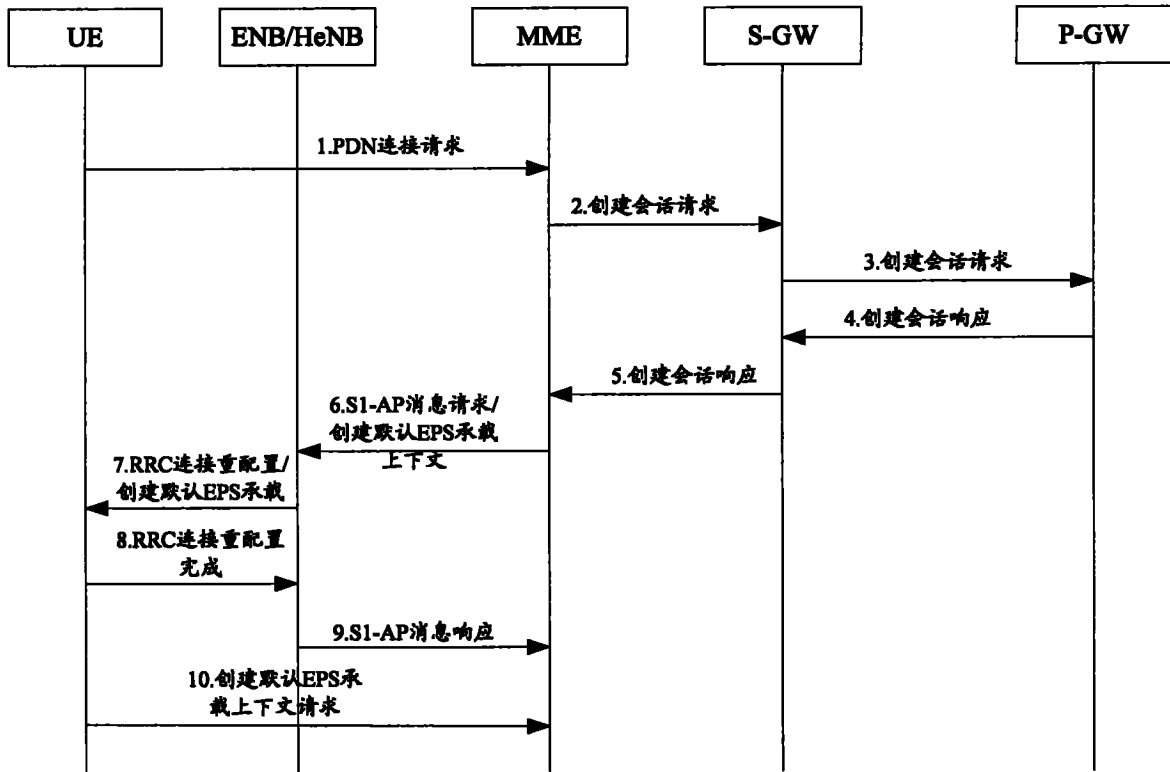 UE
ENB/HeNB
MME
S-GW
P-GW
1.PDN连接请求
2.创建会话请求
3.创建会话请求
4.创建会话响应
5.创建会话响应
6.S1-AP消息请求/
创建默认EPS承载
上下文
7.RRC连接重配置/
创建默认EPS承载
8.RRC连接重配置
完成
9.S1-AP消息响应
10.创建默认EPS承
载上下文请求